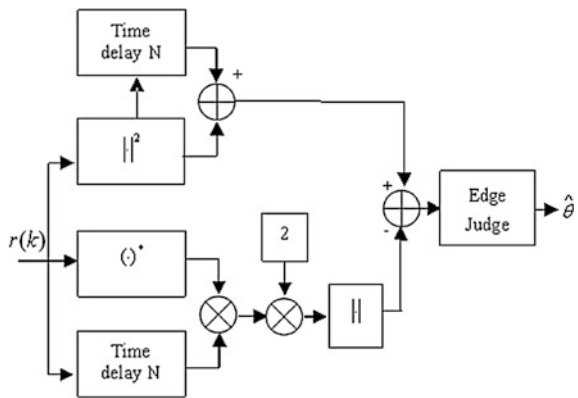 Time
delay N
+
||²
r(k)
(·)*
2
||
Time
delay N
+
-
Edge
Judge
θ̂